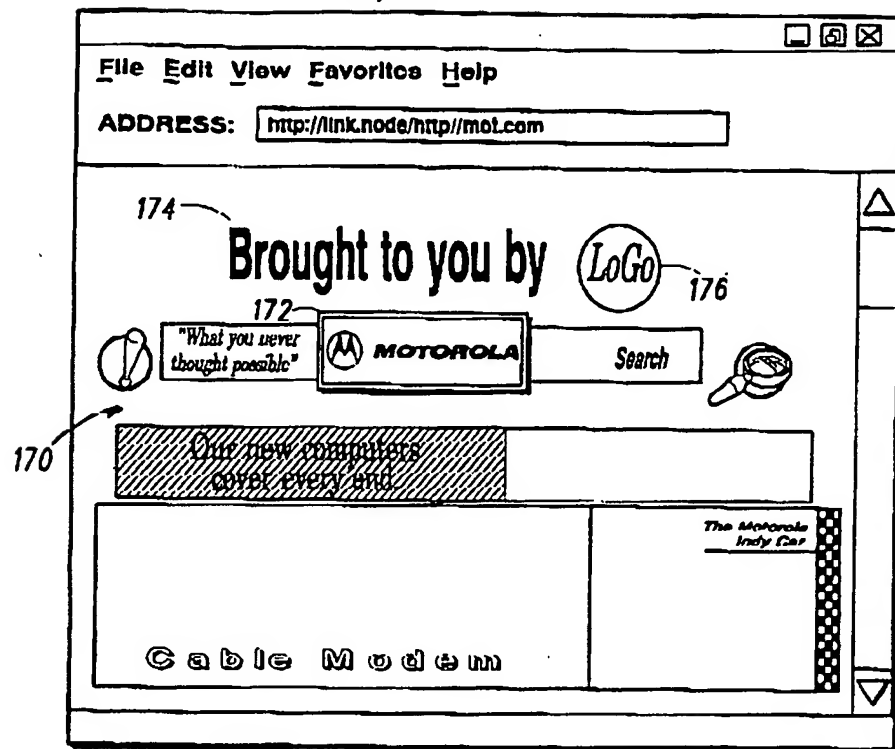 File Edit View Favorites Help
ADDRESS: http://link.node/http//mot.com
174
Brought to you by LoGo
176
172
"What you never
thought possible"
MOTOROLA
Search
170
Our new computers
cover every end.
The Motorola
Indy Car
Cable Modem